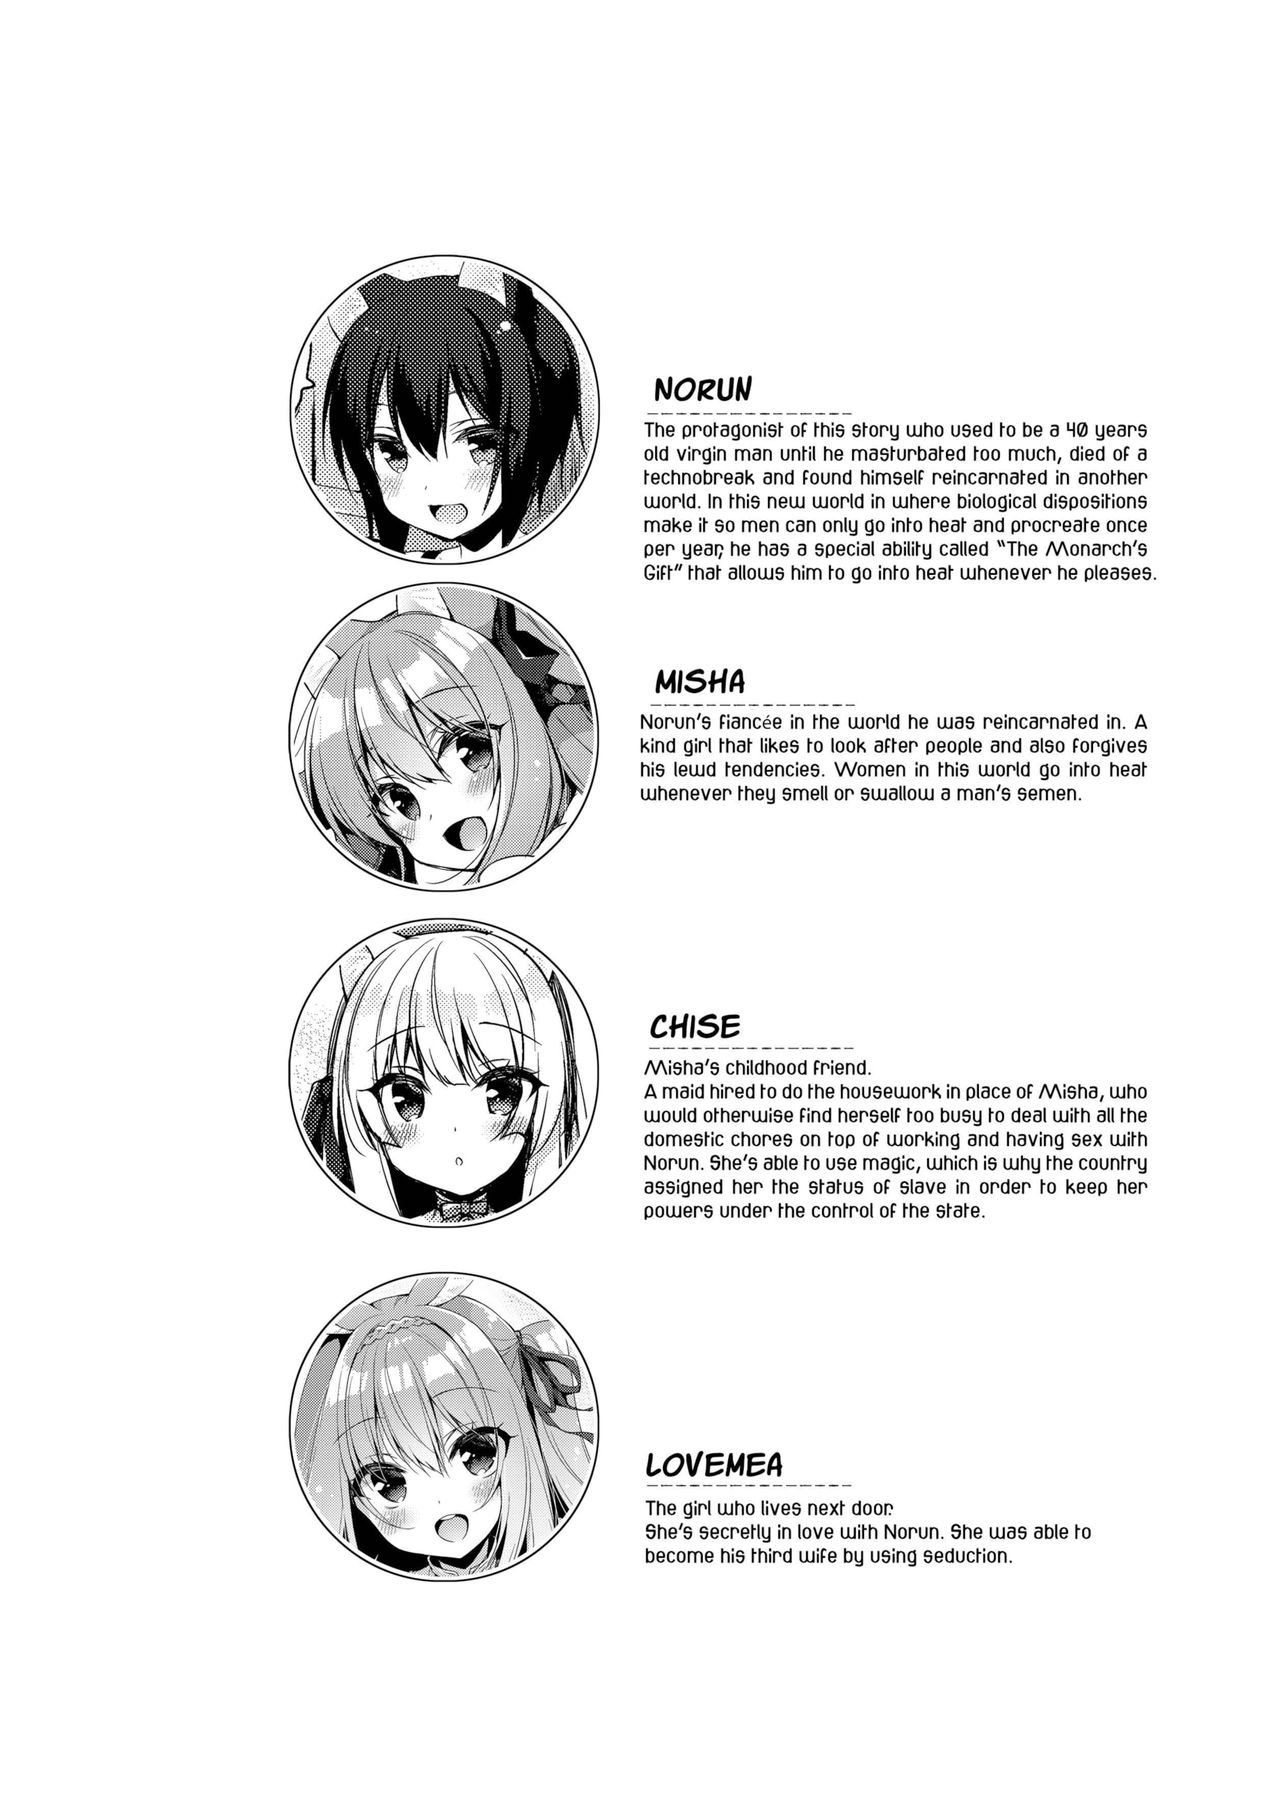 NORUN
The protagonist of this story who used to be a 40 years
old virgin man until he masturbated too much, died of a
technobreak and found himself reincarnated in another
world. In this new world in where biological dispositions
make it so men can only go into heat and procreate once
per year, he has a special ability called "The Monarch's
Gift" that allows him to go into heat whenever he pleases.
MISHA
Norun's fiancée in the world he was reincarnated in. A
kind girl that likes to look after people and also forgives
his lewd tendencies. Women in this world go into heat
whenever they smell or swallow a man's semen.
CHISE
Misha's childhood friend.
A maid hired to do the housework in place of Misha, who
would otherwise find herself too busy to deal with all the
domestic chores on top of working and having sex with
Norun. She's able to use magic, which is why the country
assigned her the status of slave in order to keep her
powers under the control of the state.
LOVEMEA
The girl who lives next door.
She's secretly in love with Norun. She was able to
become his third wife by using seduction.